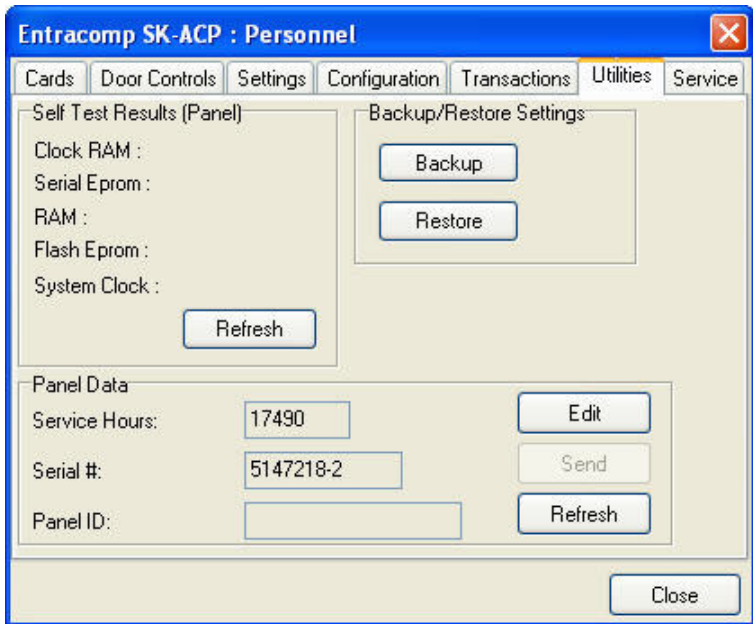 Entracomp SK-ACP : Personnel
Cards Door Controls Settings Configuration Transactions Utilities Service
Self Test Results (Panel)
Clock RAM :
Serial Eprom :
RAM :
Flash Eprom :
System Clock :
Refresh
Backup/Restore Settings
Backup
Restore
Panel Data
Service Hours: 17490 Edit
Serial #: 5147218-2 Send
Panel ID: Refresh
Close